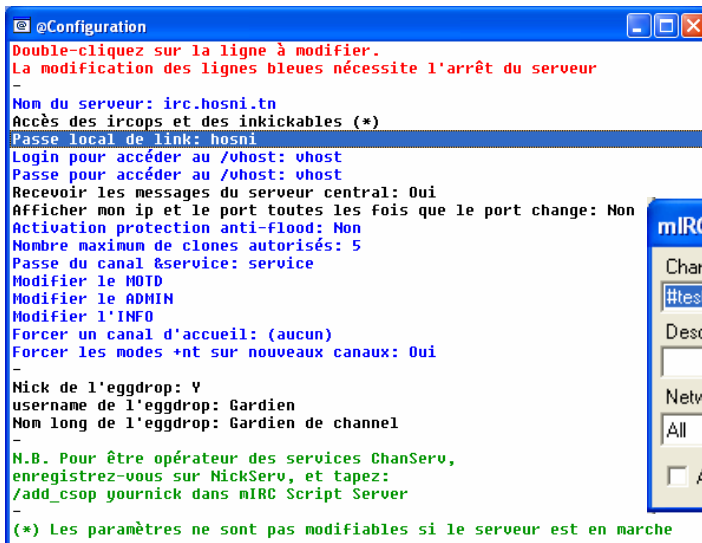 @Configuration
Double-cliquez sur la ligne à modifier.
La modification des lignes bleues nécessite l'arrêt du serveur
-
Nom du serveur: irc.hosni.tn
Accès des ircops et des inkickables (*)
Passe local de link: hosni
Login pour accéder au /vhost: vhost
Passe pour accéder au /vhost: vhost
Recevoir les messages du serveur central: Oui
Afficher mon ip et le port toutes les fois que le port change: Non
Activation protection anti-flood: Non
Nombre maximum de clones autorisés: 5
Passe du canal &service: service
Modifier le MOTD
Modifier le ADMIN
Modifier l'INFO
Forcer un canal d'accueil: (aucun)
Forcer les modes +nt sur nouveaux canaux: Oui
-
Nick de l'eggdrop: Y
username de l'eggdrop: Gardien
Nom long de l'eggdrop: Gardien de channel
-
N.B. Pour être opérateur des services ChanServ,
enregistrez-vous sur NickServ, et tapez:
/add_csop yournick dans mIRC Script Server
-
(*) Les paramètres ne sont pas modifiables si le serveur est en marche
mIRC
Chan
#tes
Desc
Netw
All